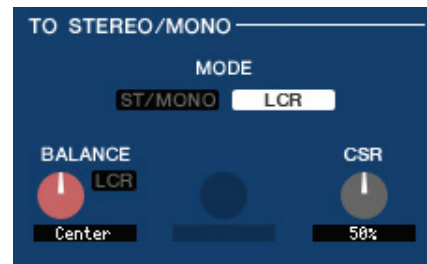 TO STEREO/MONO
MODE
ST/MONO LCR
BALANCE CSR
LCR
Center 50%